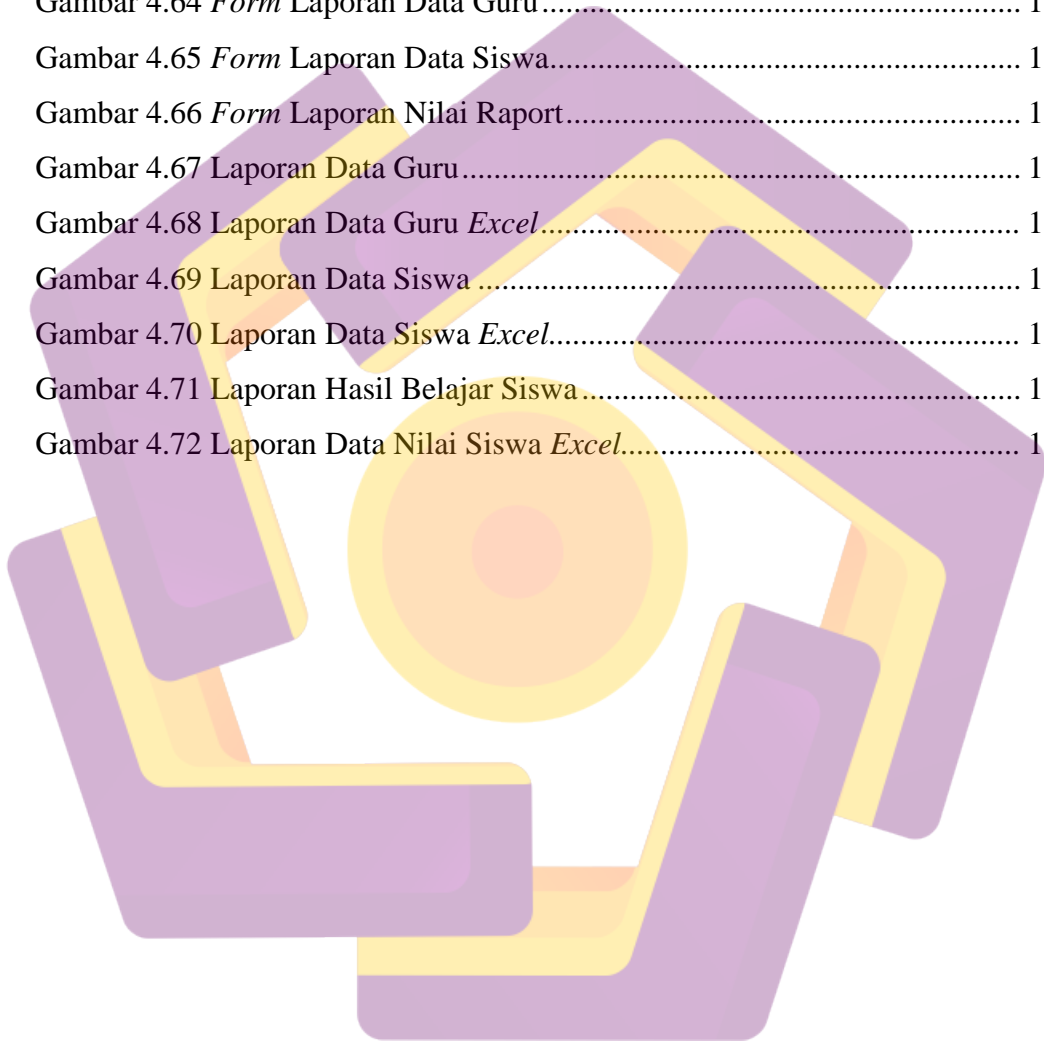 Gambar 4.64 Form Laporan Data Guru.......................................................... 1
Gambar 4.65 Form Laporan Data Siswa......................................................... 1
Gambar 4.66 Form Laporan Nilai Raport....................................................... 1
Gambar 4.67 Laporan Data Guru.................................................................... 1
Gambar 4.68 Laporan Data Guru Excel.......................................................... 1
Gambar 4.69 Laporan Data Siswa .................................................................. 1
Gambar 4.70 Laporan Data Siswa Excel......................................................... 1
Gambar 4.71 Laporan Hasil Belajar Siswa ..................................................... 1
Gambar 4.72 Laporan Data Nilai Siswa Excel................................................ 1